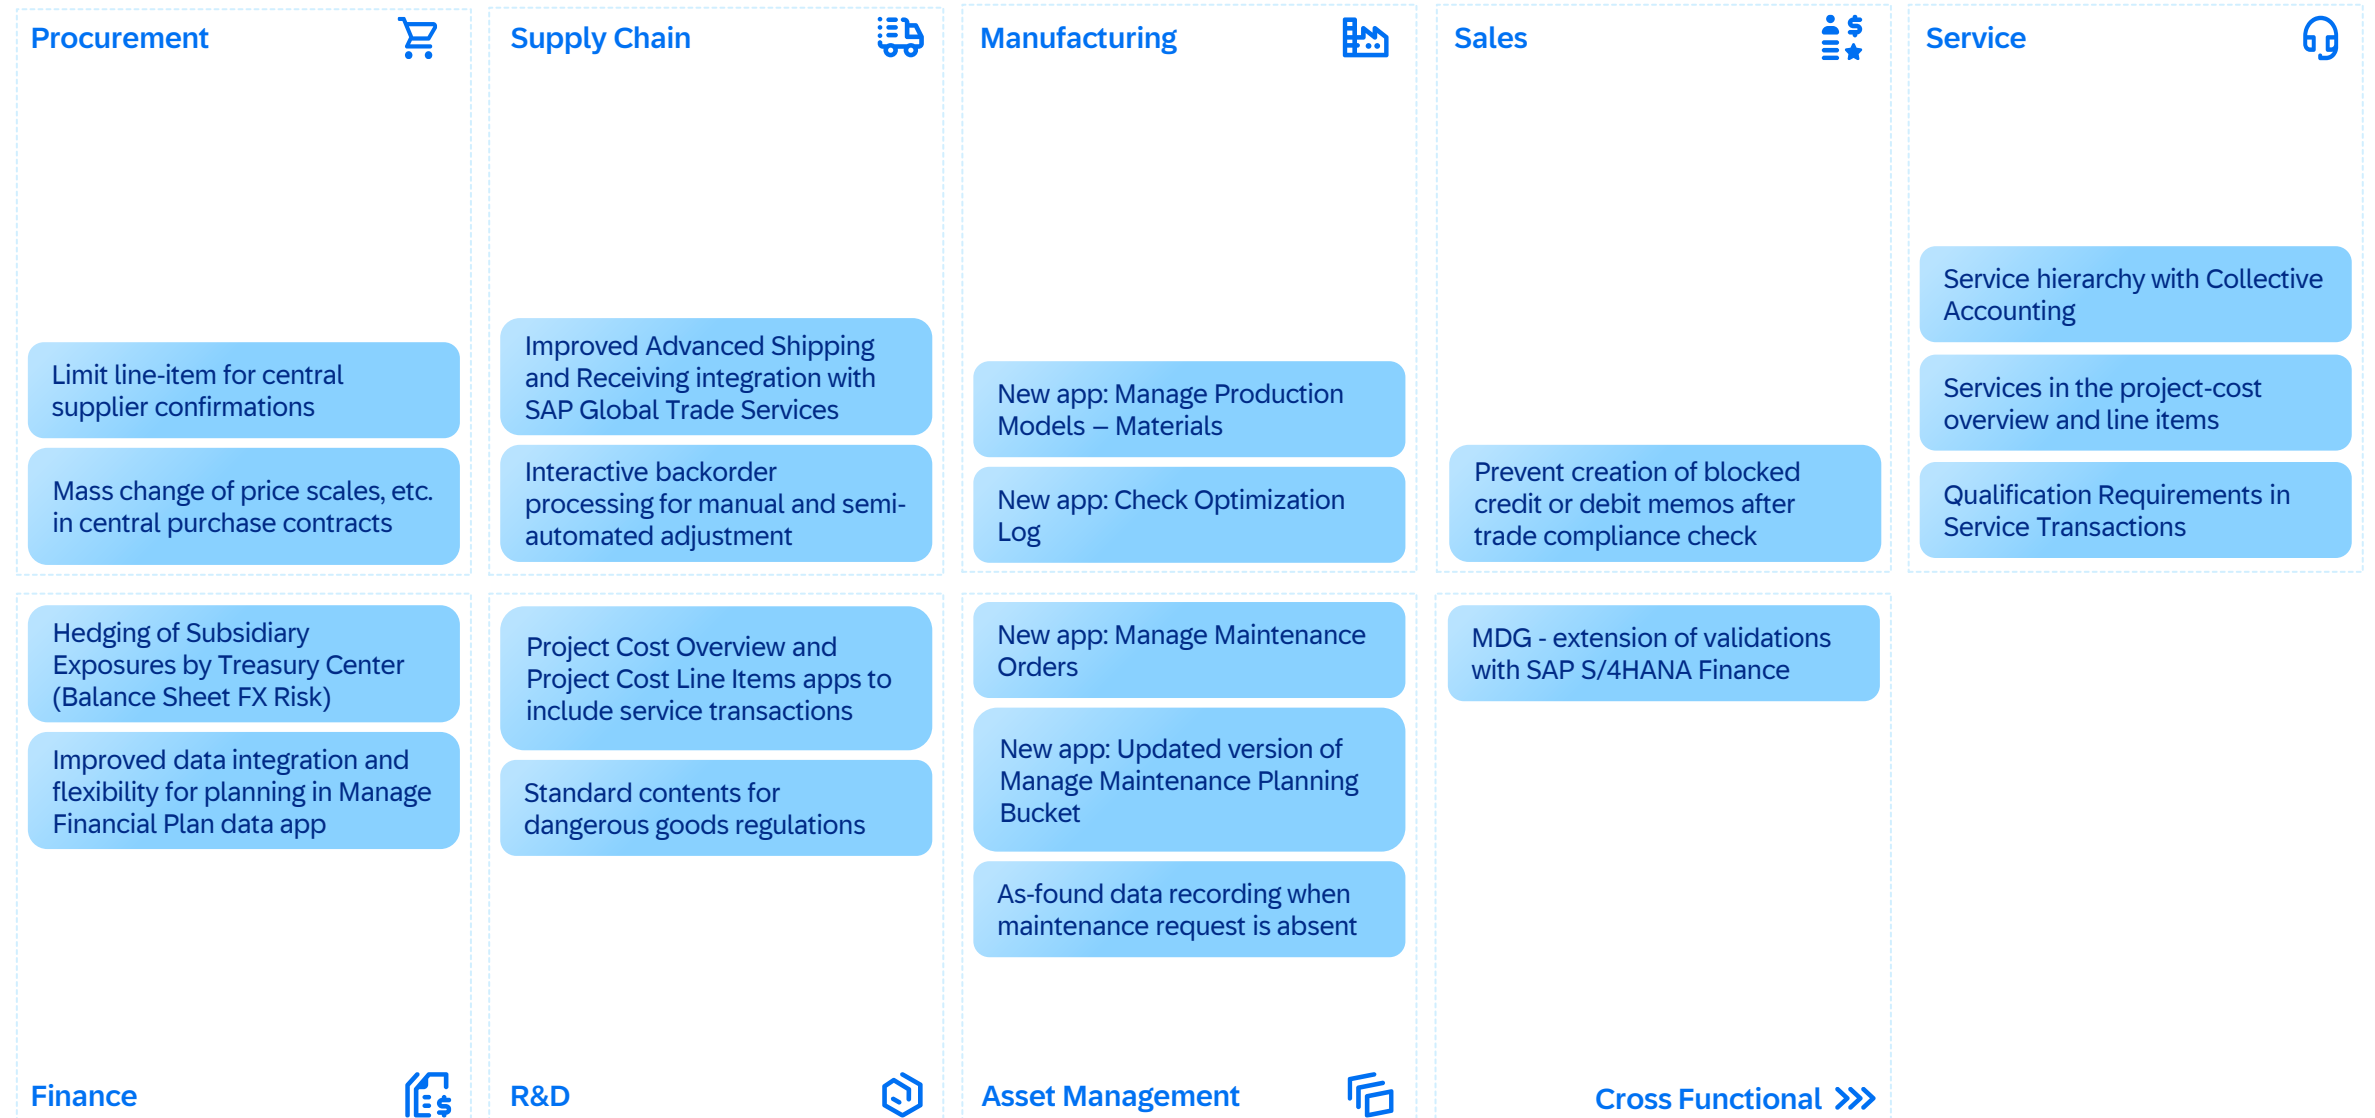 Procurement
Limit line-item for central
supplier confirmations
Mass change of price scales, etc.
in central purchase contracts
Supply Chain
Improved Advanced Shipping
and Receiving integration with
SAP Global Trade Services
Interactive backorder
processing for manual and semi-
automated adjustment
Manufacturing
New app: Manage Production
Models – Materials
New app: Check Optimization
Log
Sales
Prevent creation of blocked
credit or debit memos after
trade compliance check
Service
Service hierarchy with Collective
Accounting
Services in the project-cost
overview and line items
Qualification Requirements in
Service Transactions
Hedging of Subsidiary
Exposures by Treasury Center
(Balance Sheet FX Risk)
Improved data integration and
flexibility for planning in Manage
Financial Plan data app
Finance
Project Cost Overview and
Project Cost Line Items apps to
include service transactions
Standard contents for
dangerous goods regulations
R&D
New app: Manage Maintenance
Orders
New app: Updated version of
Manage Maintenance Planning
Bucket
As-found data recording when
maintenance request is absent
Asset Management
MDG - extension of validations
with SAP S/4HANA Finance
Cross Functional